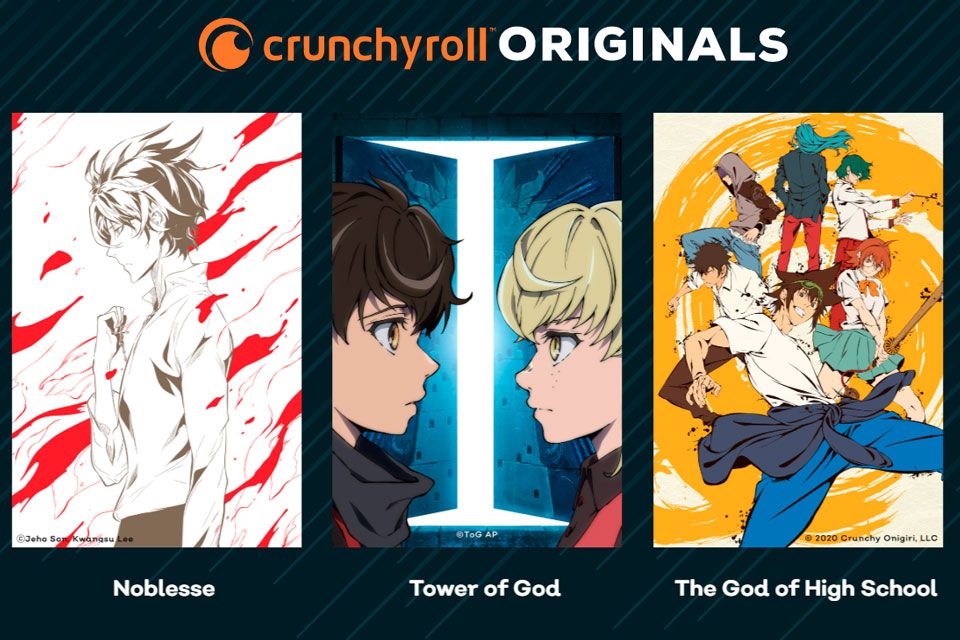 crunchyroll™ ORIGINALS
©Jeho Son, Kwangsu Lee
©ToG AP
© 2020 Crunchy Onigiri, LLC
Noblesse
Tower of God
The God of High School